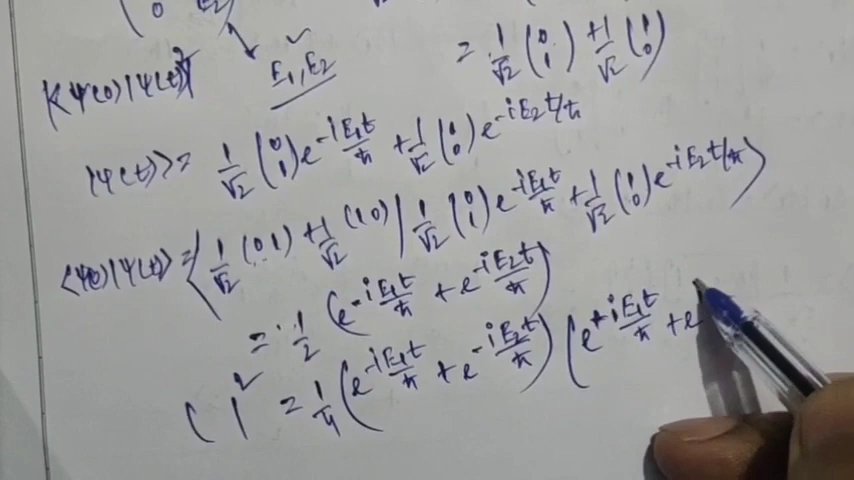 0 E₂)
|<ψ(0)|ψ(t)>|² E₁, E₂ = 1/√2 (0 1) + 1/√2 (1 0)
|ψ(t)> = 1/√2 (0 1) e^{-iE₁t/ħ} + 1/√2 (1 0) e^{-iE₂t/ħ}
<ψ(0)|ψ(t)> = < 1/√2 (0 1) + 1/√2 (1 0) | 1/√2 (0 1) e^{-iE₁t/ħ} + 1/√2 (1 0) e^{-iE₂t/ħ} >
= 1/2 (e^{-iE₁t/ħ} + e^{-iE₂t/ħ})
( |² = 1/4 (e^{-iE₁t/ħ} + e^{-iE₂t/ħ}) (e^{+iE₁t/ħ} + e